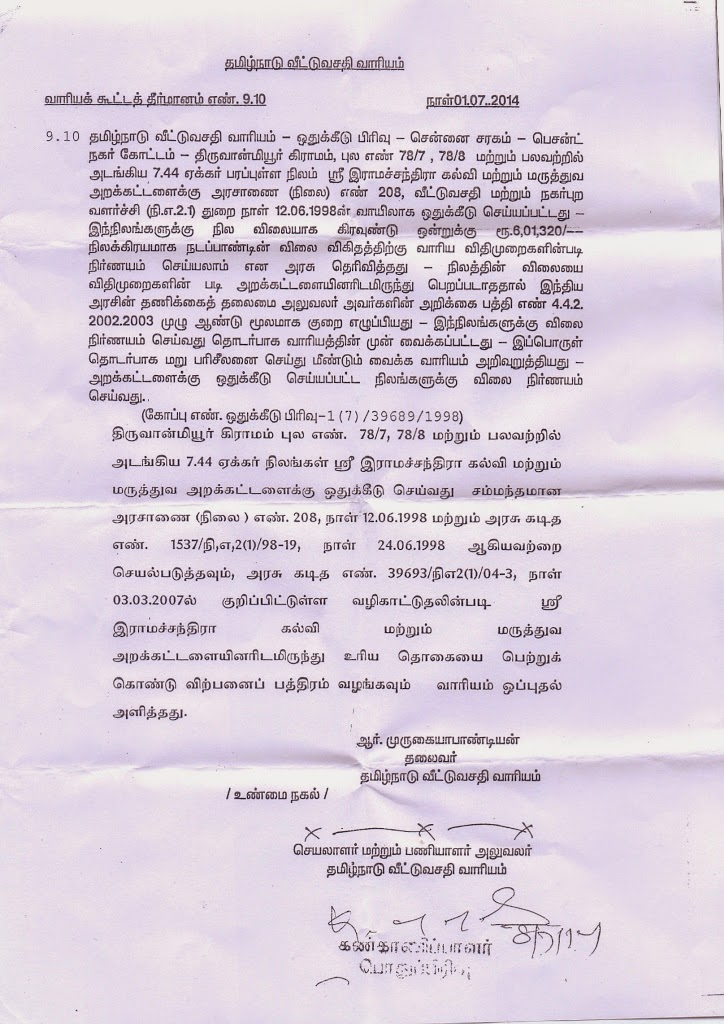 தமிழ்நாடு வீட்டுவசதி வாரியம்
வாரியக் கூட்டத் தீர்மானம் எண். 9.10 நாள்01.07..2014
9.10 தமிழ்நாடு வீட்டுவசதி வாரியம் – ஒதுக்கீடு பிரிவு – சென்னை சரகம் – பெசன்ட்
நகர் கோட்டம் – திருவான்மியூர் கிராமம், புல எண் 78/7 , 78/8 மற்றும் பலவற்றில்
அடங்கிய 7.44 ஏக்கர் பரப்புள்ள நிலம் ஸ்ரீ இராமச்சந்திரா கல்வி மற்றும் மருத்துவ
அறக்கட்டளைக்கு அரசாணை (நிலை) எண் 208, வீட்டுவசதி மற்றும் நகர்புற
வளர்ச்சி (நி.எ.2.1) துறை நாள் 12.06.1998ன் வாயிலாக ஒதுக்கீடு செய்யப்பட்டது –
இந்நிலங்களுக்கு நில விலையாக கிரவுண்டு ஒன்றுக்கு ரூ.6,01,320/––
நிலக்கிரயமாக நடப்பாண்டின் விலை விகிதத்திற்கு வாரிய விதிமுறைகளின்படி
நிர்ணயம் செய்யலாம் என அரசு தெரிவித்தது – நிலத்தின் விலையை
விதிமுறைகளின் படி அறக்கட்டளையினரிடமிருந்து பெறப்படாததால் இந்திய
அரசின் தணிக்கைத் தலைமை அலுவலர் அவர்களின் அறிக்கை பத்தி எண் 4.4.2.
2002.2003 முழு ஆண்டு மூலமாக குறை எழுப்பியது – இந்நிலங்களுக்கு விலை
நிர்ணயம் செய்வது தொடர்பாக வாரியத்தின் முன் வைக்கப்பட்டது – இப்பொருள்
தொடர்பாக மறு பரிசீலனை செய்து மீண்டும் வைக்க வாரியம் அறிவுறுத்தியது –
அறக்கட்டளைக்கு ஒதுக்கீடு செய்யப்பட்ட நிலங்களுக்கு விலை நிர்ணயம்
செய்வது..
(கோப்பு எண். ஒதுக்கீடு பிரிவு-1(7)/39689/1998)
திருவான்மியூர் கிராமம் புல எண். 78/7, 78/8 மற்றும் பலவற்றில்
அடங்கிய 7.44 ஏக்கர் நிலங்கள் ஸ்ரீ இராமச்சந்திரா கல்வி மற்றும்
மருத்துவ அறக்கட்டளைக்கு ஒதுக்கீடு செய்வது சம்மந்தமான
அரசாணை (நிலை ) எண். 208, நாள் 12.06.1998 மற்றும் அரசு கடித
எண். 1537/நி,எ,2(1)/98-19, நாள் 24.06.1998 ஆகியவற்றை
செயல்படுத்தவும், அரசு கடித எண். 39693/நிஎ2(1)/04-3, நாள்
03.03.2007ல் குறிப்பிட்டுள்ள வழிகாட்டுதலின்படி ஸ்ரீ
இராமச்சந்திரா கல்வி மற்றும் மருத்துவ
அறக்கட்டளையினரிடமிருந்து உரிய தொகையை பெற்றுக்
கொண்டு விற்பனைப் பத்திரம் வழங்கவும் வாரியம் ஒப்புதல்
அளித்தது.
ஆர். முருகையாபாண்டியன்
தலைவர்
தமிழ்நாடு வீட்டுவசதி வாரியம்
/ உண்மை நகல் /
செயலாளர் மற்றும் பணியாளர் அலுவலர்
தமிழ்நாடு வீட்டுவசதி வாரியம்
கண்காணிப்பாளர்
பொதுப்பிரிவு